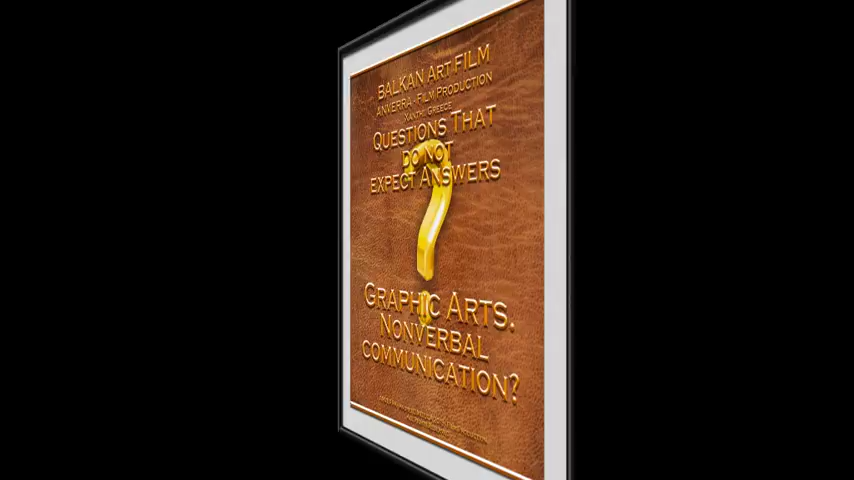 BALKAN ART FILM
ANVERRA - FILM PRODUCTION
XANTHI GREECE
QUESTIONS THAT
DO NOT
EXPECT ANSWERS
?
GRAPHIC ARTS.
NONVERBAL
COMMUNICATION?